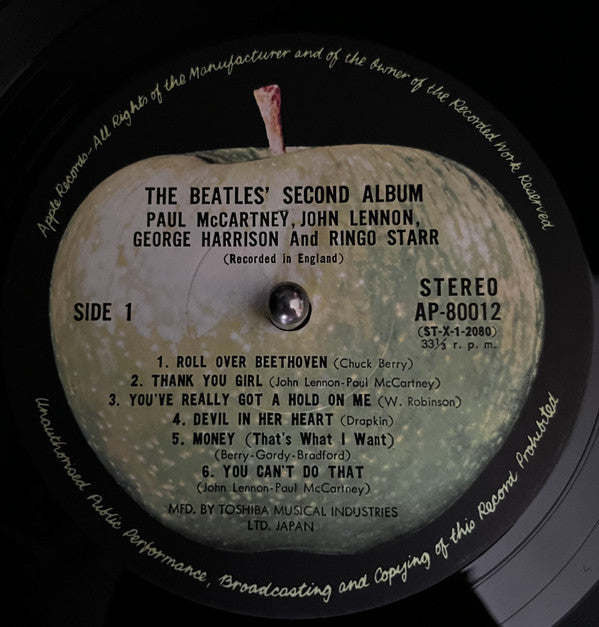 Apple Records-All Rights of the Manufacturer and of the Owner of the Recorded Work Reserved
THE BEATLES' SECOND ALBUM
PAUL McCARTNEY, JOHN LENNON,
GEORGE HARRISON And RINGO STARR
(Recorded in England)
SIDE 1
STEREO
AP-80012
(ST-X-1-2080)
33⅓ r. p. m.
1. ROLL OVER BEETHOVEN (Chuck Berry)
2. THANK YOU GIRL (John Lennon-Paul McCartney)
3. YOU'VE REALLY GOT A HOLD ON ME (W. Robinson)
4. DEVIL IN HER HEART (Drapkin)
5. MONEY (That's What I Want)
(Berry-Gordy-Bradford)
6. YOU CAN'T DO THAT
(John Lennon-Paul McCartney)
MFD. BY TOSHIBA MUSICAL INDUSTRIES
LTD. JAPAN
Unauthorised Public Performance, Broadcasting and Copying of this Record Prohibited